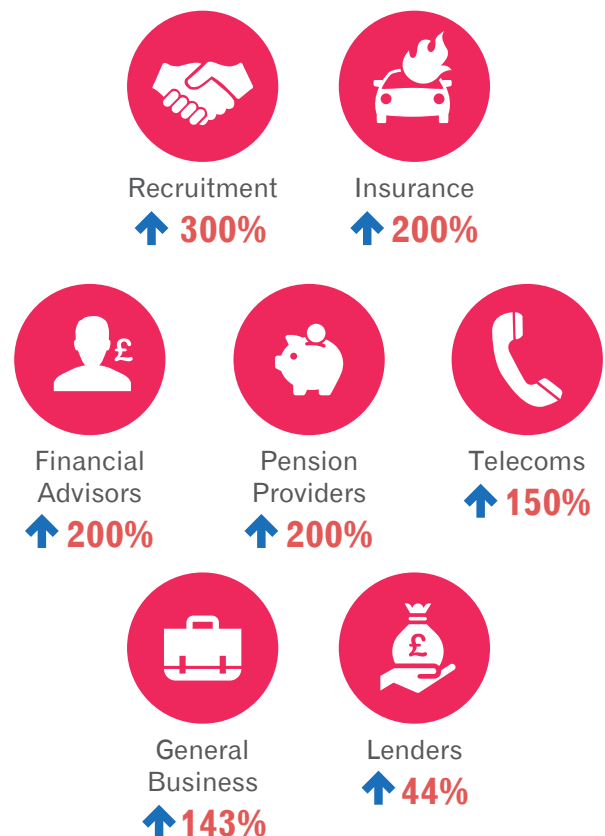 Recruitment
300%
Insurance
200%
£
Financial
Advisors
200%
Pension
Providers
200%
Telecoms
150%
General
Business
143%
£
Lenders
44%